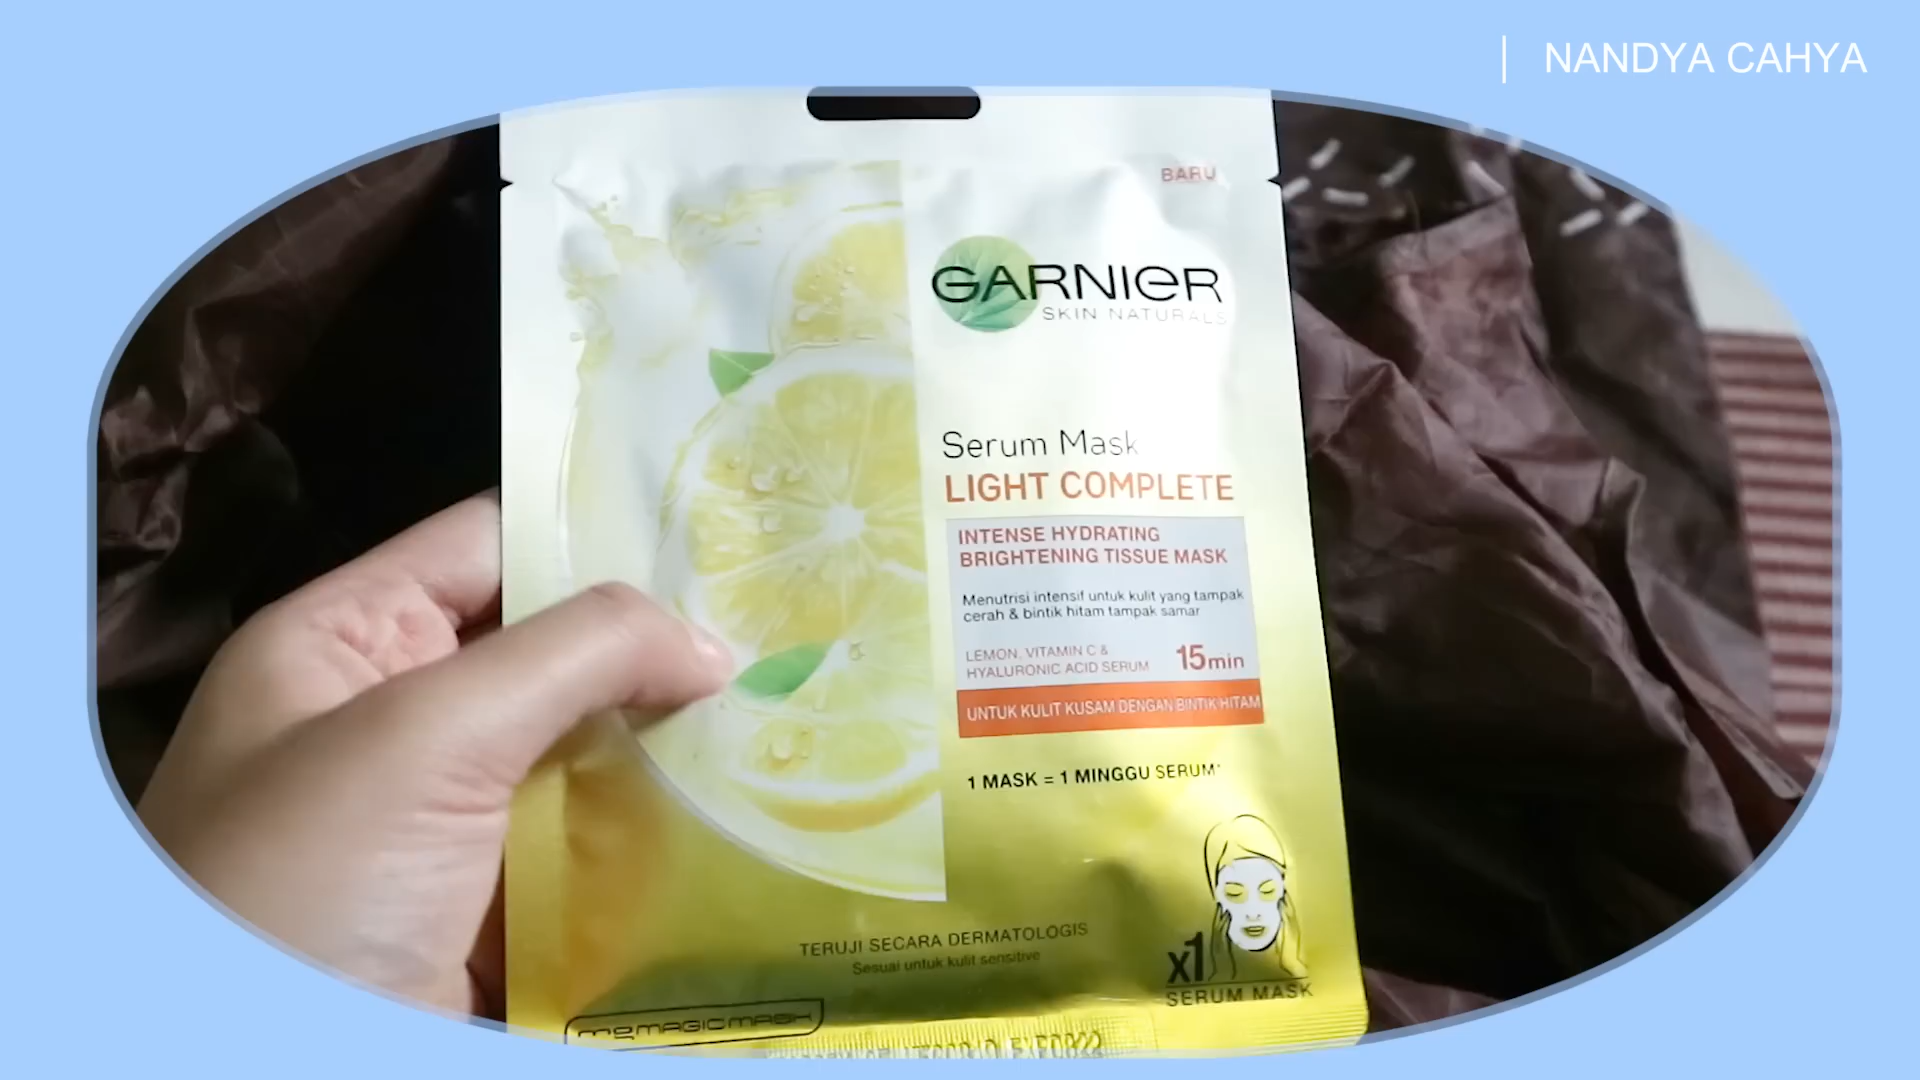 NANDYA CAHYA
BARU
GARNIER
SKIN NATURALS
Serum Mask
LIGHT COMPLETE
INTENSE HYDRATING
BRIGHTENING TISSUE MASK
Menutrisi intensif untuk kulit yang tampak
cerah & bintik hitam tampak samar
LEMON, VITAMIN C &
HYALURONIC ACID SERUM
15min
UNTUK KULIT KUSAM DENGAN BINTIK HITAM
1 MASK = 1 MINGGU SERUM*
TERUJI SECARA DERMATOLOGIS
Sesuai untuk kulit sensitive
x1
SERUM MASK
MAGIC MASK